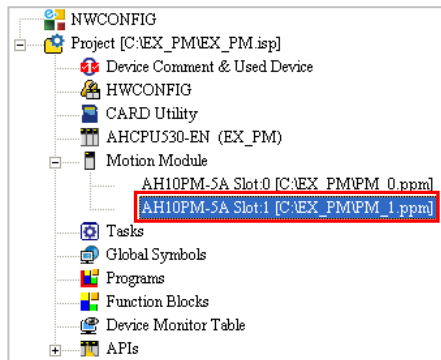 NWCONFIG
Project [C:\EX_PM\EX_PM.isp]
Device Comment & Used Device
HWCONFIG
CARD Utility
AHCPU530-EN (EX_PM)
Motion Module
AH10PM-5A Slot:0 [C:\EX_PM\PM_0.ppm]
AH10PM-5A Slot:1 [C:\EX_PM\PM_1.ppm]
Tasks
Global Symbols
Programs
Function Blocks
Device Monitor Table
APIs